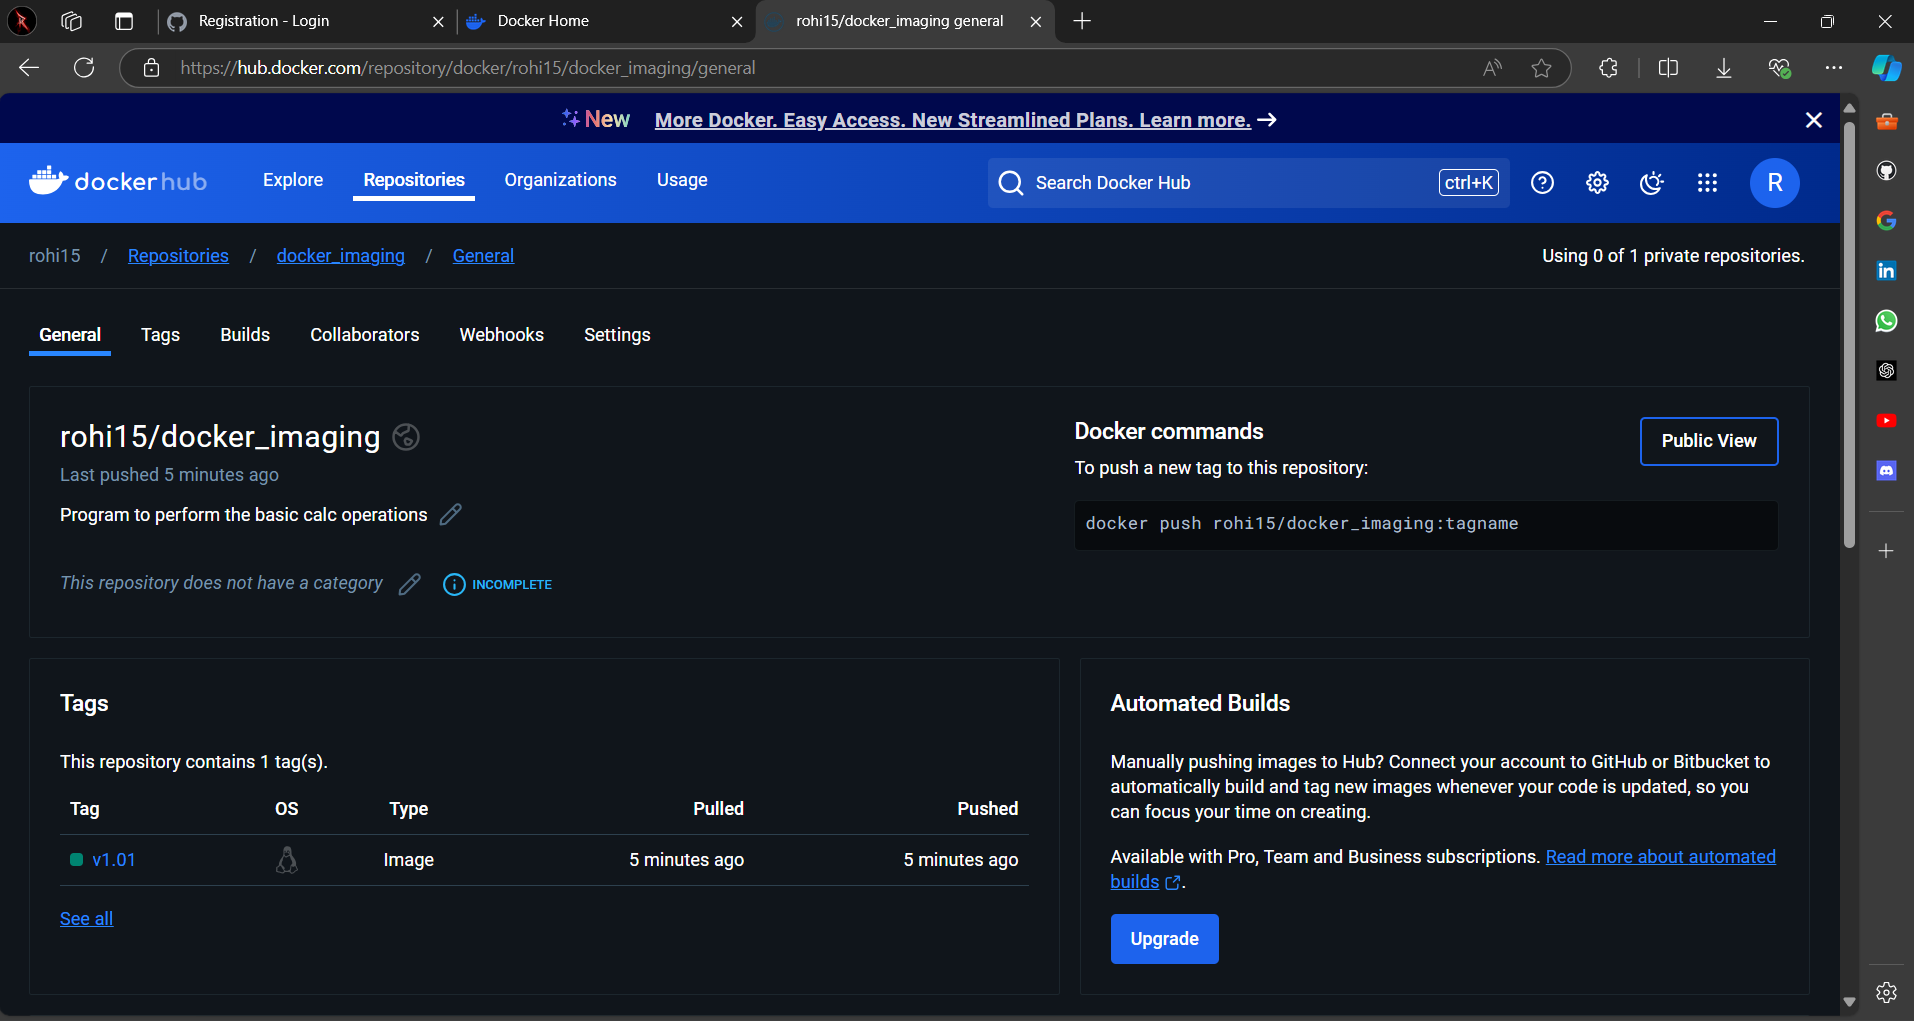 Registration - Login
Docker Home
rohi15/docker_imaging general
https://hub.docker.com/repository/docker/rohi15/docker_imaging/general
New More Docker. Easy Access. New Streamlined Plans. Learn more. →
dockerhub
Explore
Repositories
Organizations
Usage
Search Docker Hub
ctrl+K
R
rohi15 / Repositories / docker_imaging / General
Using 0 of 1 private repositories.
General
Tags
Builds
Collaborators
Webhooks
Settings
rohi15/docker_imaging
Last pushed 5 minutes ago
Program to perform the basic calc operations
This repository does not have a category
INCOMPLETE
Docker commands
Public View
To push a new tag to this repository:
docker push rohi15/docker_imaging:tagname
Tags
This repository contains 1 tag(s).
Tag OS Type Pulled Pushed
v1.01 Image 5 minutes ago 5 minutes ago
See all
Automated Builds
Manually pushing images to Hub? Connect your account to GitHub or Bitbucket to
automatically build and tag new images whenever your code is updated, so you
can focus your time on creating.
Available with Pro, Team and Business subscriptions. Read more about automated
builds.
Upgrade